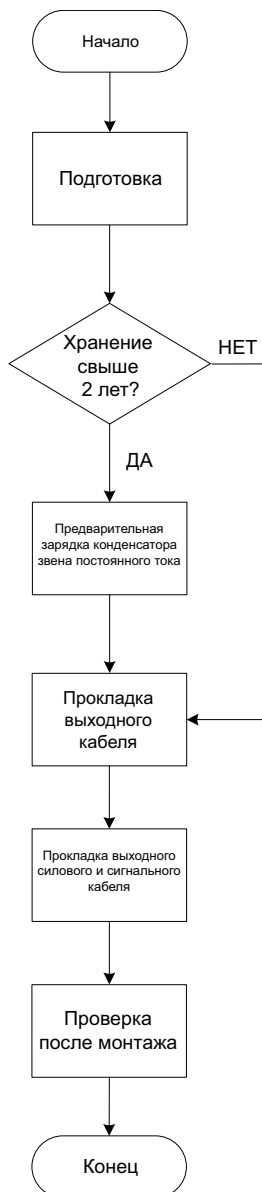 Начало
Подготовка
Хранение
свыше
2 лет?
НЕТ
ДА
Предварительная
зарядка конденсатора
звена постоянного тока
Прокладка
выходного
кабеля
Прокладка выходного
силового и сигнального
кабеля
Проверка
после монтажа
Конец